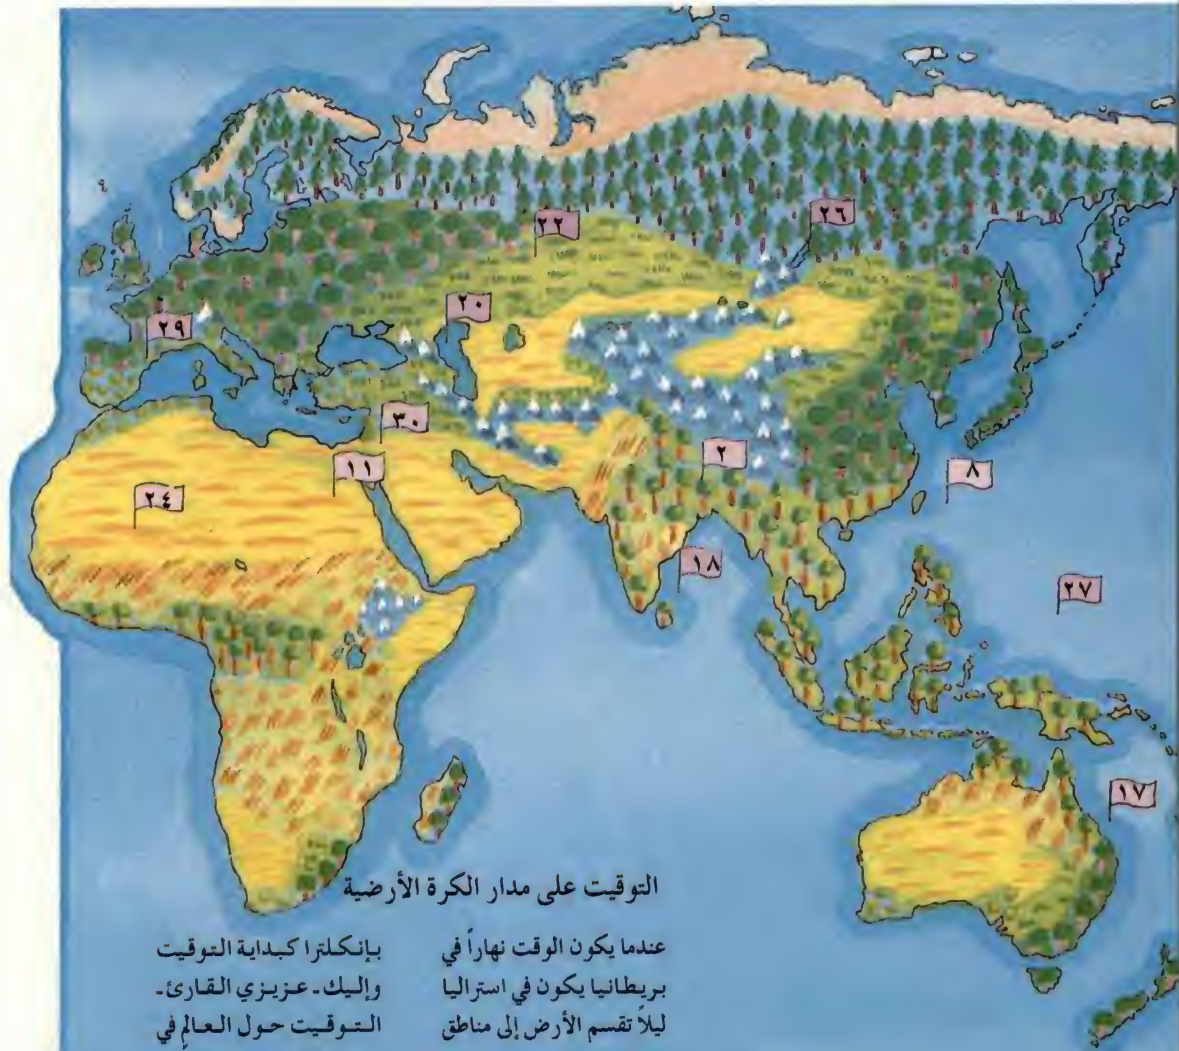 ٢٢
٢٦
٢٠
٢٩
٣٠
٢
١١
٨
٢٤
١٨
٢٧
١٧
التوقيت على مدار الكرة الأرضية
عندما يكون الوقت نهاراً في
بريطانيا يكون في استراليا
ليلاً تقسم الأرض إلى مناطق
بإنكلترا كبداية التوقيت
وإليك ـ عزيزي القارئ ـ
التوقيت حول العالم في